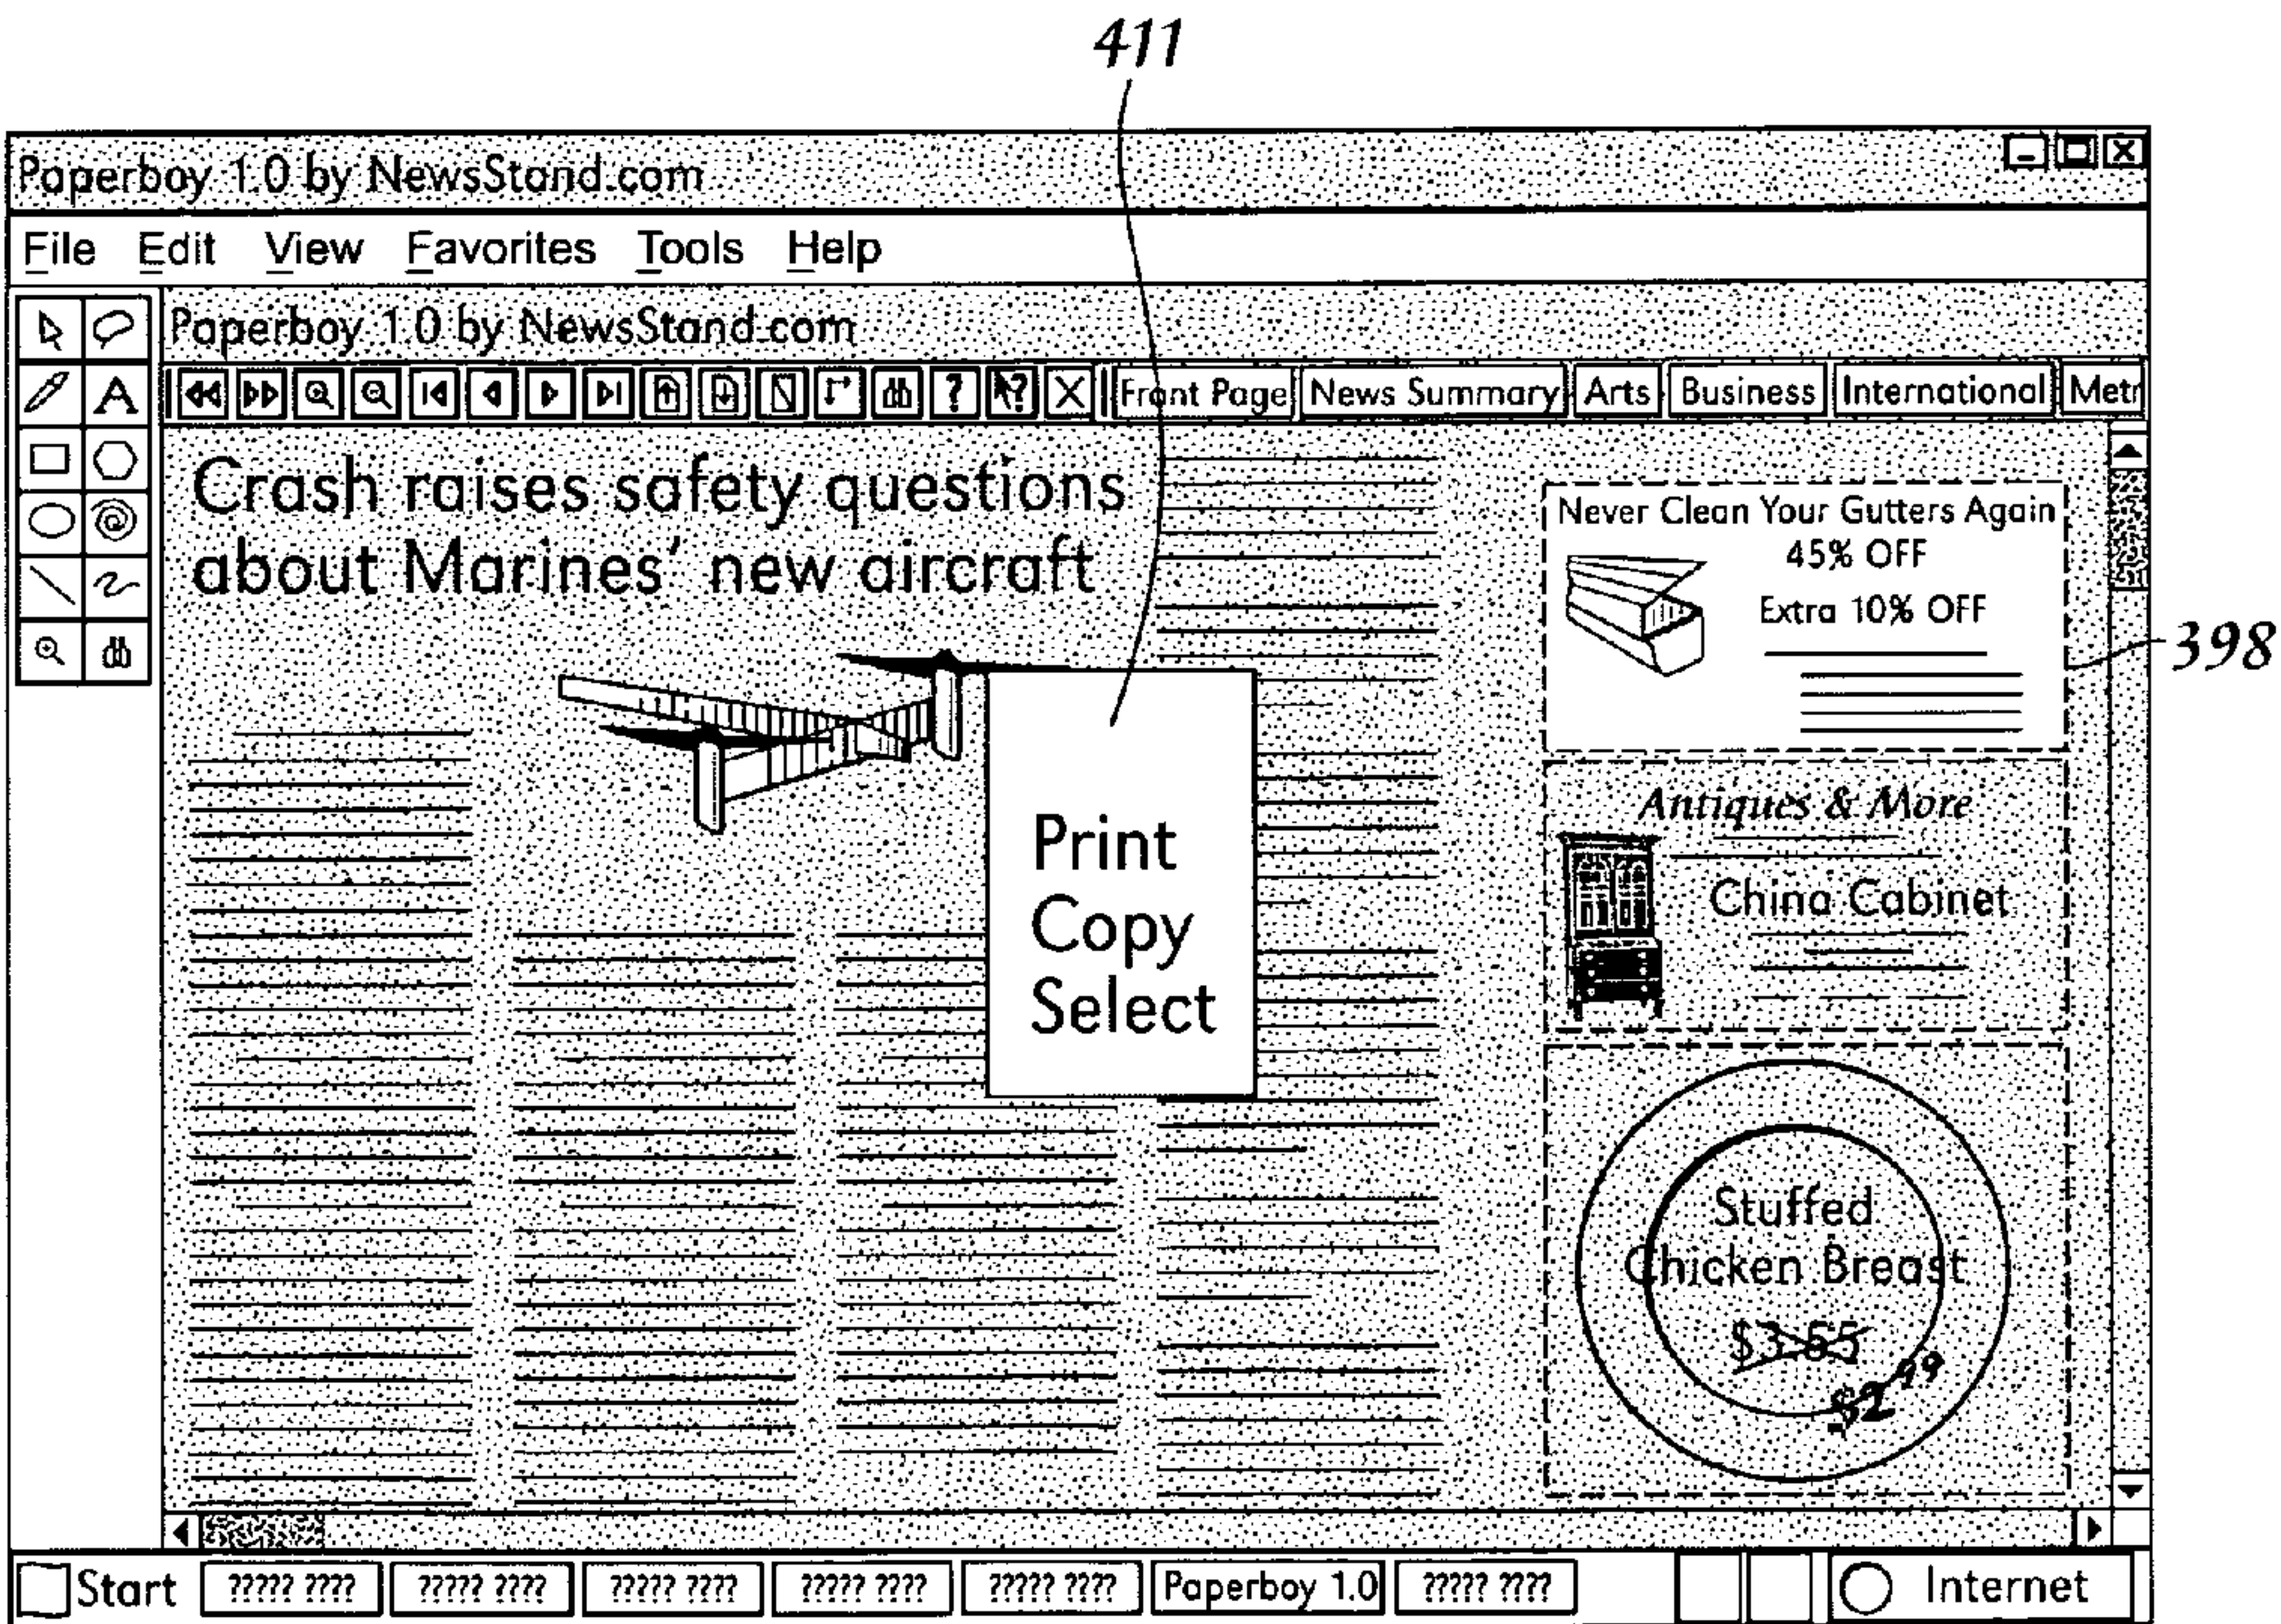 411
Paperboy 1.0 by NewsStand.com
File Edit View Favorites Tools Help
Paperboy 1.0 by NewsStand.com
A
? ? Front Page News Summary Arts Business International Metr
Crash raises safety questions
about Marines' new aircraft
Never Clean Your Gutters Again
45% OFF
Extra 10% OFF
398
Print
Copy
Select
Antiques & More
China Cabinet
Stuffed
Chicken Breast
$3.55
$2 99
Start ????? ???? ????? ???? ????? ???? ????? ???? ????? ???? Paperboy 1.0 ????? ???? Internet